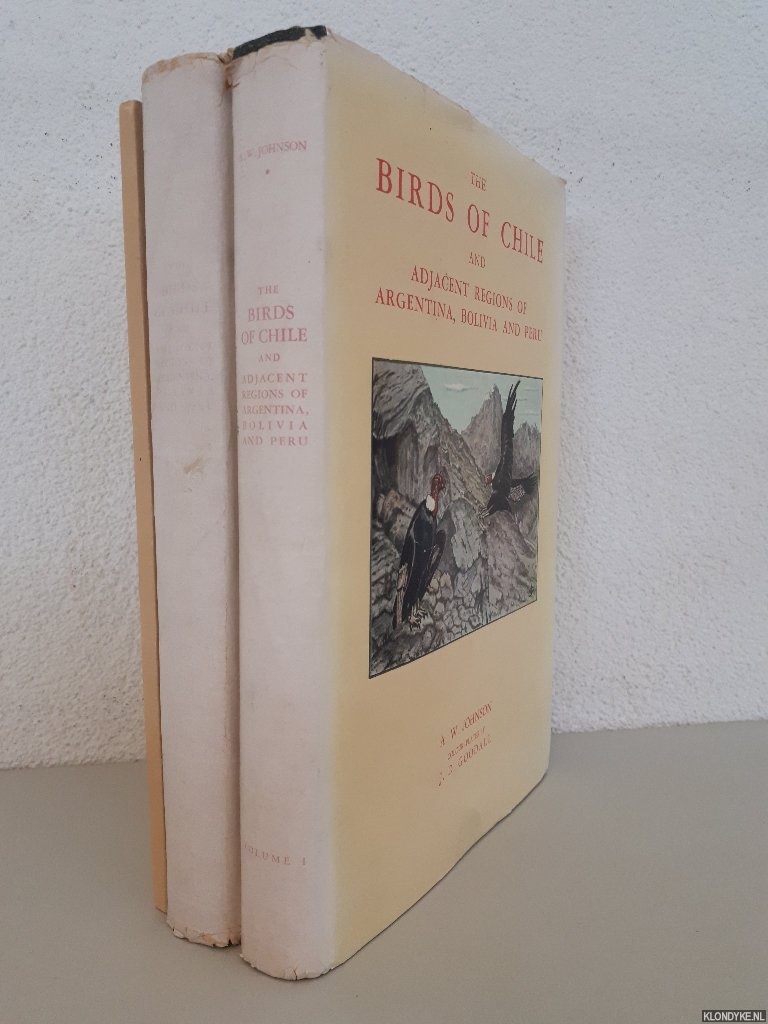 A. W. JOHNSON
THE
BIRDS
OF CHILE
AND
ADJACENT
REGIONS OF
ARGENTINA,
BOLIVIA
AND PERU
VOLUME I
THE
BIRDS OF CHILE
AND
ADJACENT REGIONS OF
ARGENTINA, BOLIVIA AND PERU
A. W. JOHNSON
J. D. GOODALL
KLONDYKE.NL